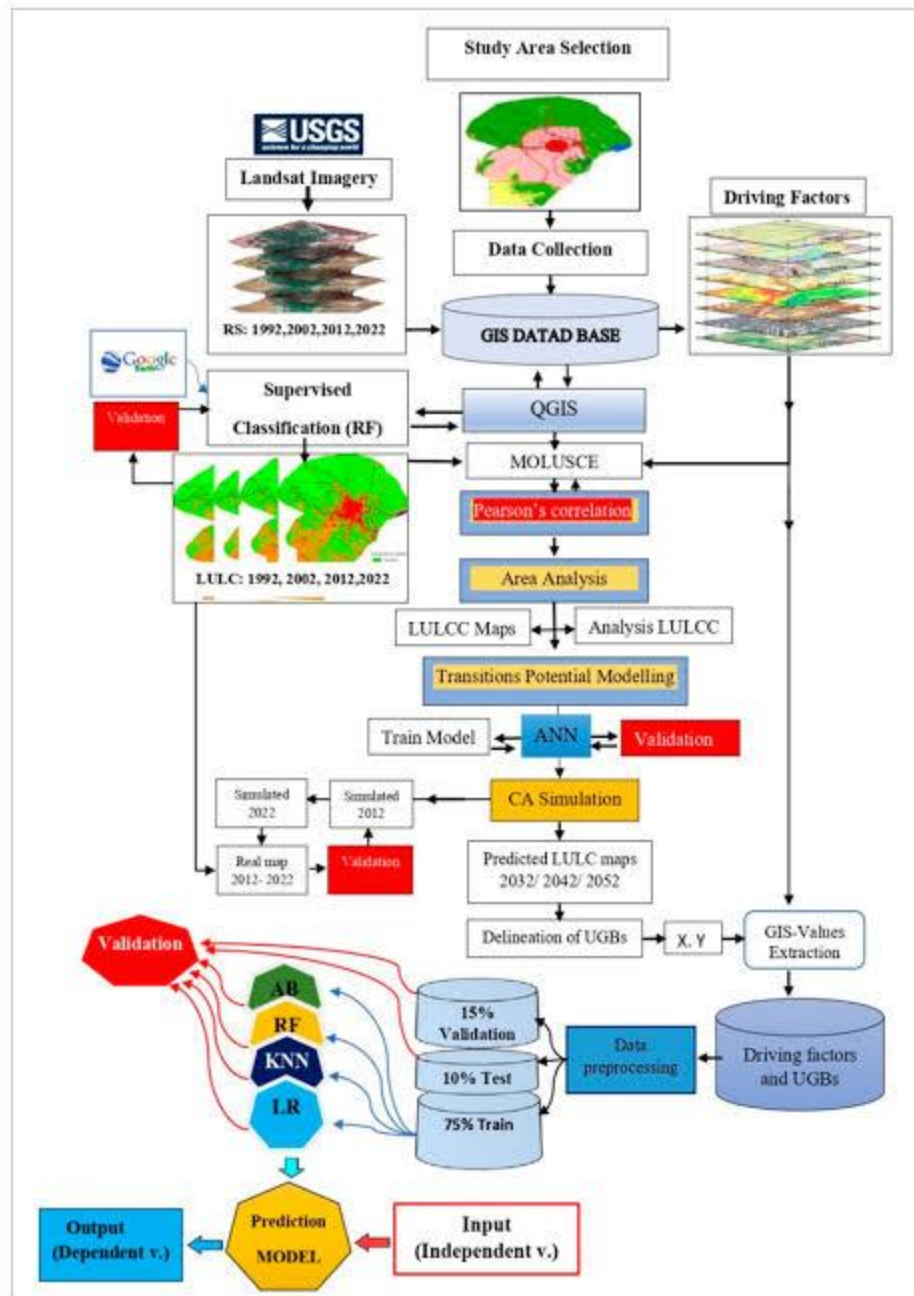 Study Area Selection
USGS
science for a changing world
Landsat Imagery
Driving Factors
Data Collection
RS: 1992,2002,2012,2022
GIS DATAD BASE
Google
Supervised
Classification (RF)
Validation
QGIS
MOLUSCE
Pearson's correlation
LULC: 1992, 2002, 2012,2022
Area Analysis
LULCC Maps
Analysis LULCC
Transitions Potential Modelling
Train Model
ANN
Validation
CA Simulation
Simulated
2022
Simulated
2012
Real map
2012- 2022
Validation
Predicted LULC maps
2032/ 2042/ 2052
Delineation of UGBs
X. Y
GIS-Values
Extraction
Validation
AB
RF
KNN
LR
15%
Validation
10% Test
75% Train
Data
preprocessing
Driving factors
and UGBs
Output
(Dependent v.)
Prediction
MODEL
Input
(Independent v.)